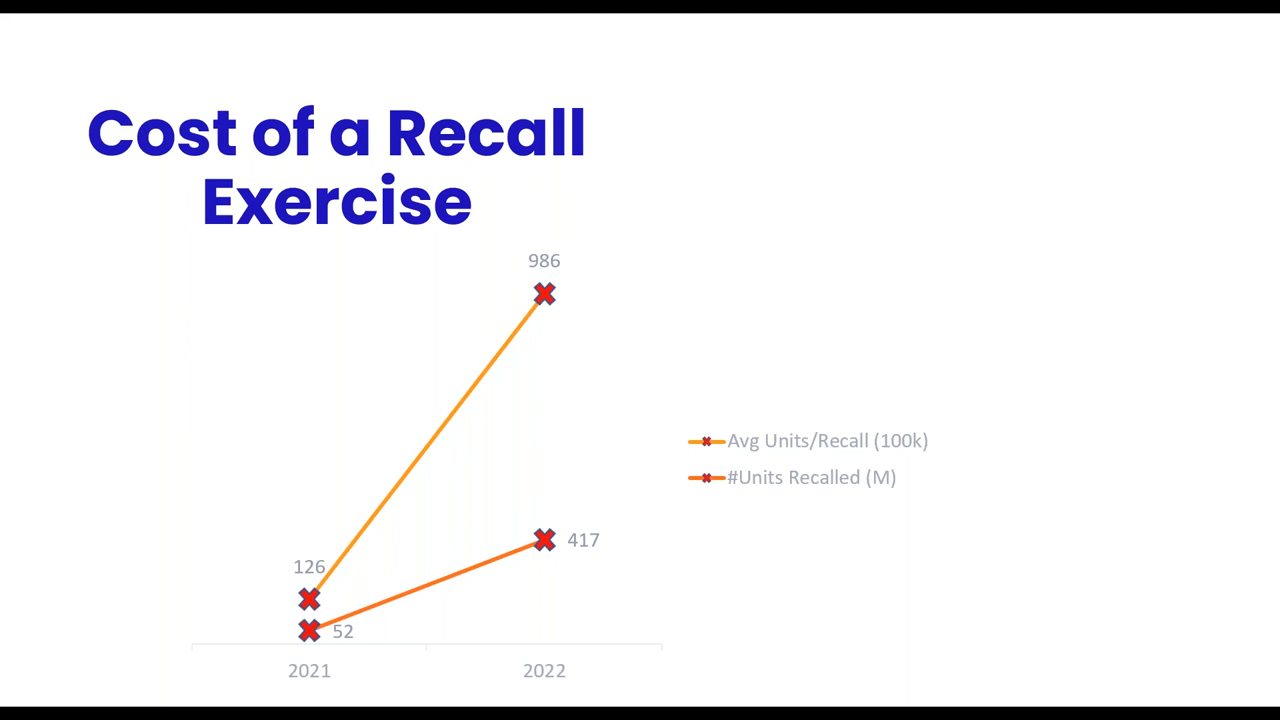 Cost of a Recall
Exercise
986
126
417
52
2021
2022
Avg Units/Recall (100k)
#Units Recalled (M)